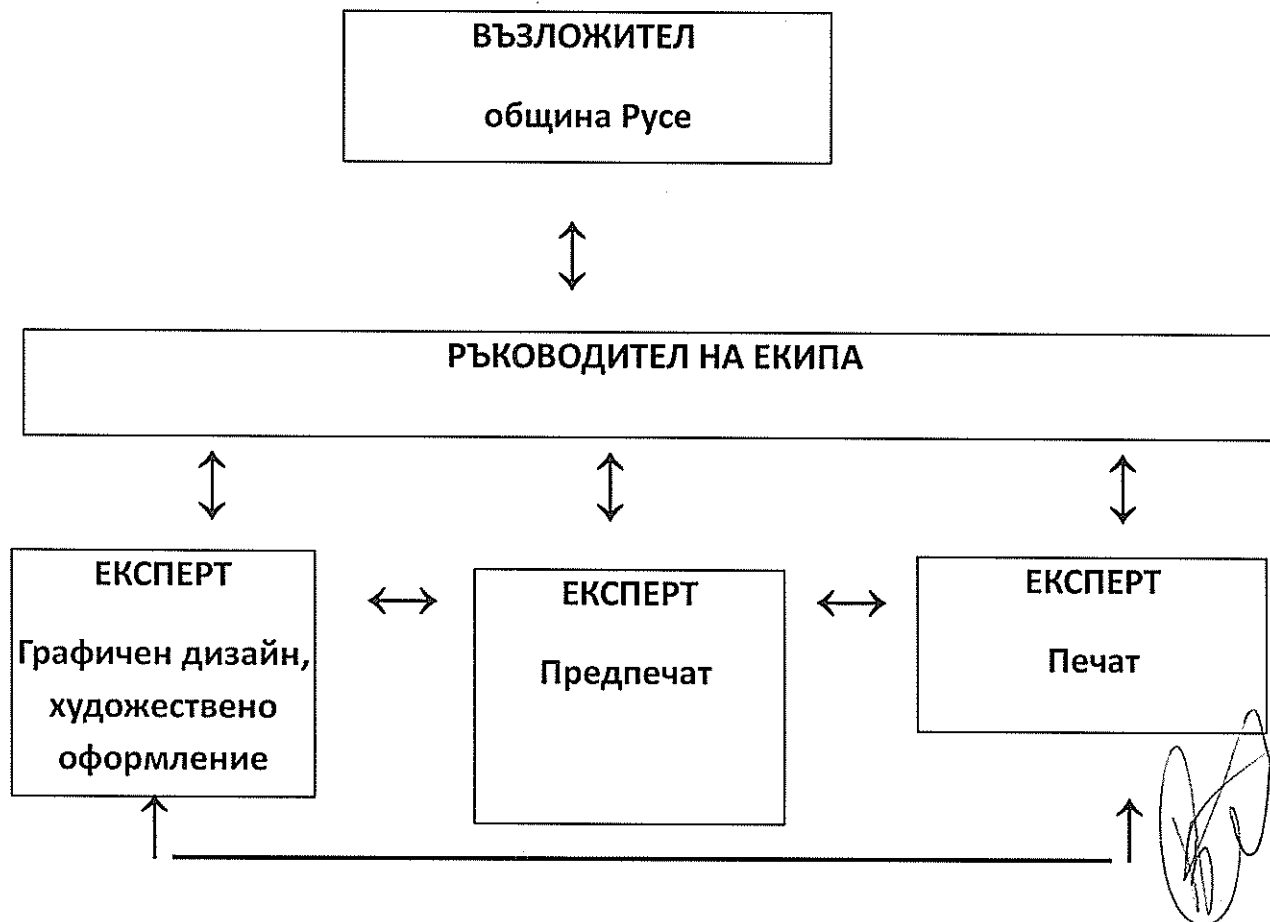 ВЪЗЛОЖИТЕЛ
община Русе
РЪКОВОДИТЕЛ НА ЕКИПА
ЕКСПЕРТ
Графичен дизайн,
художествено
оформление
ЕКСПЕРТ
Предпечат
ЕКСПЕРТ
Печат